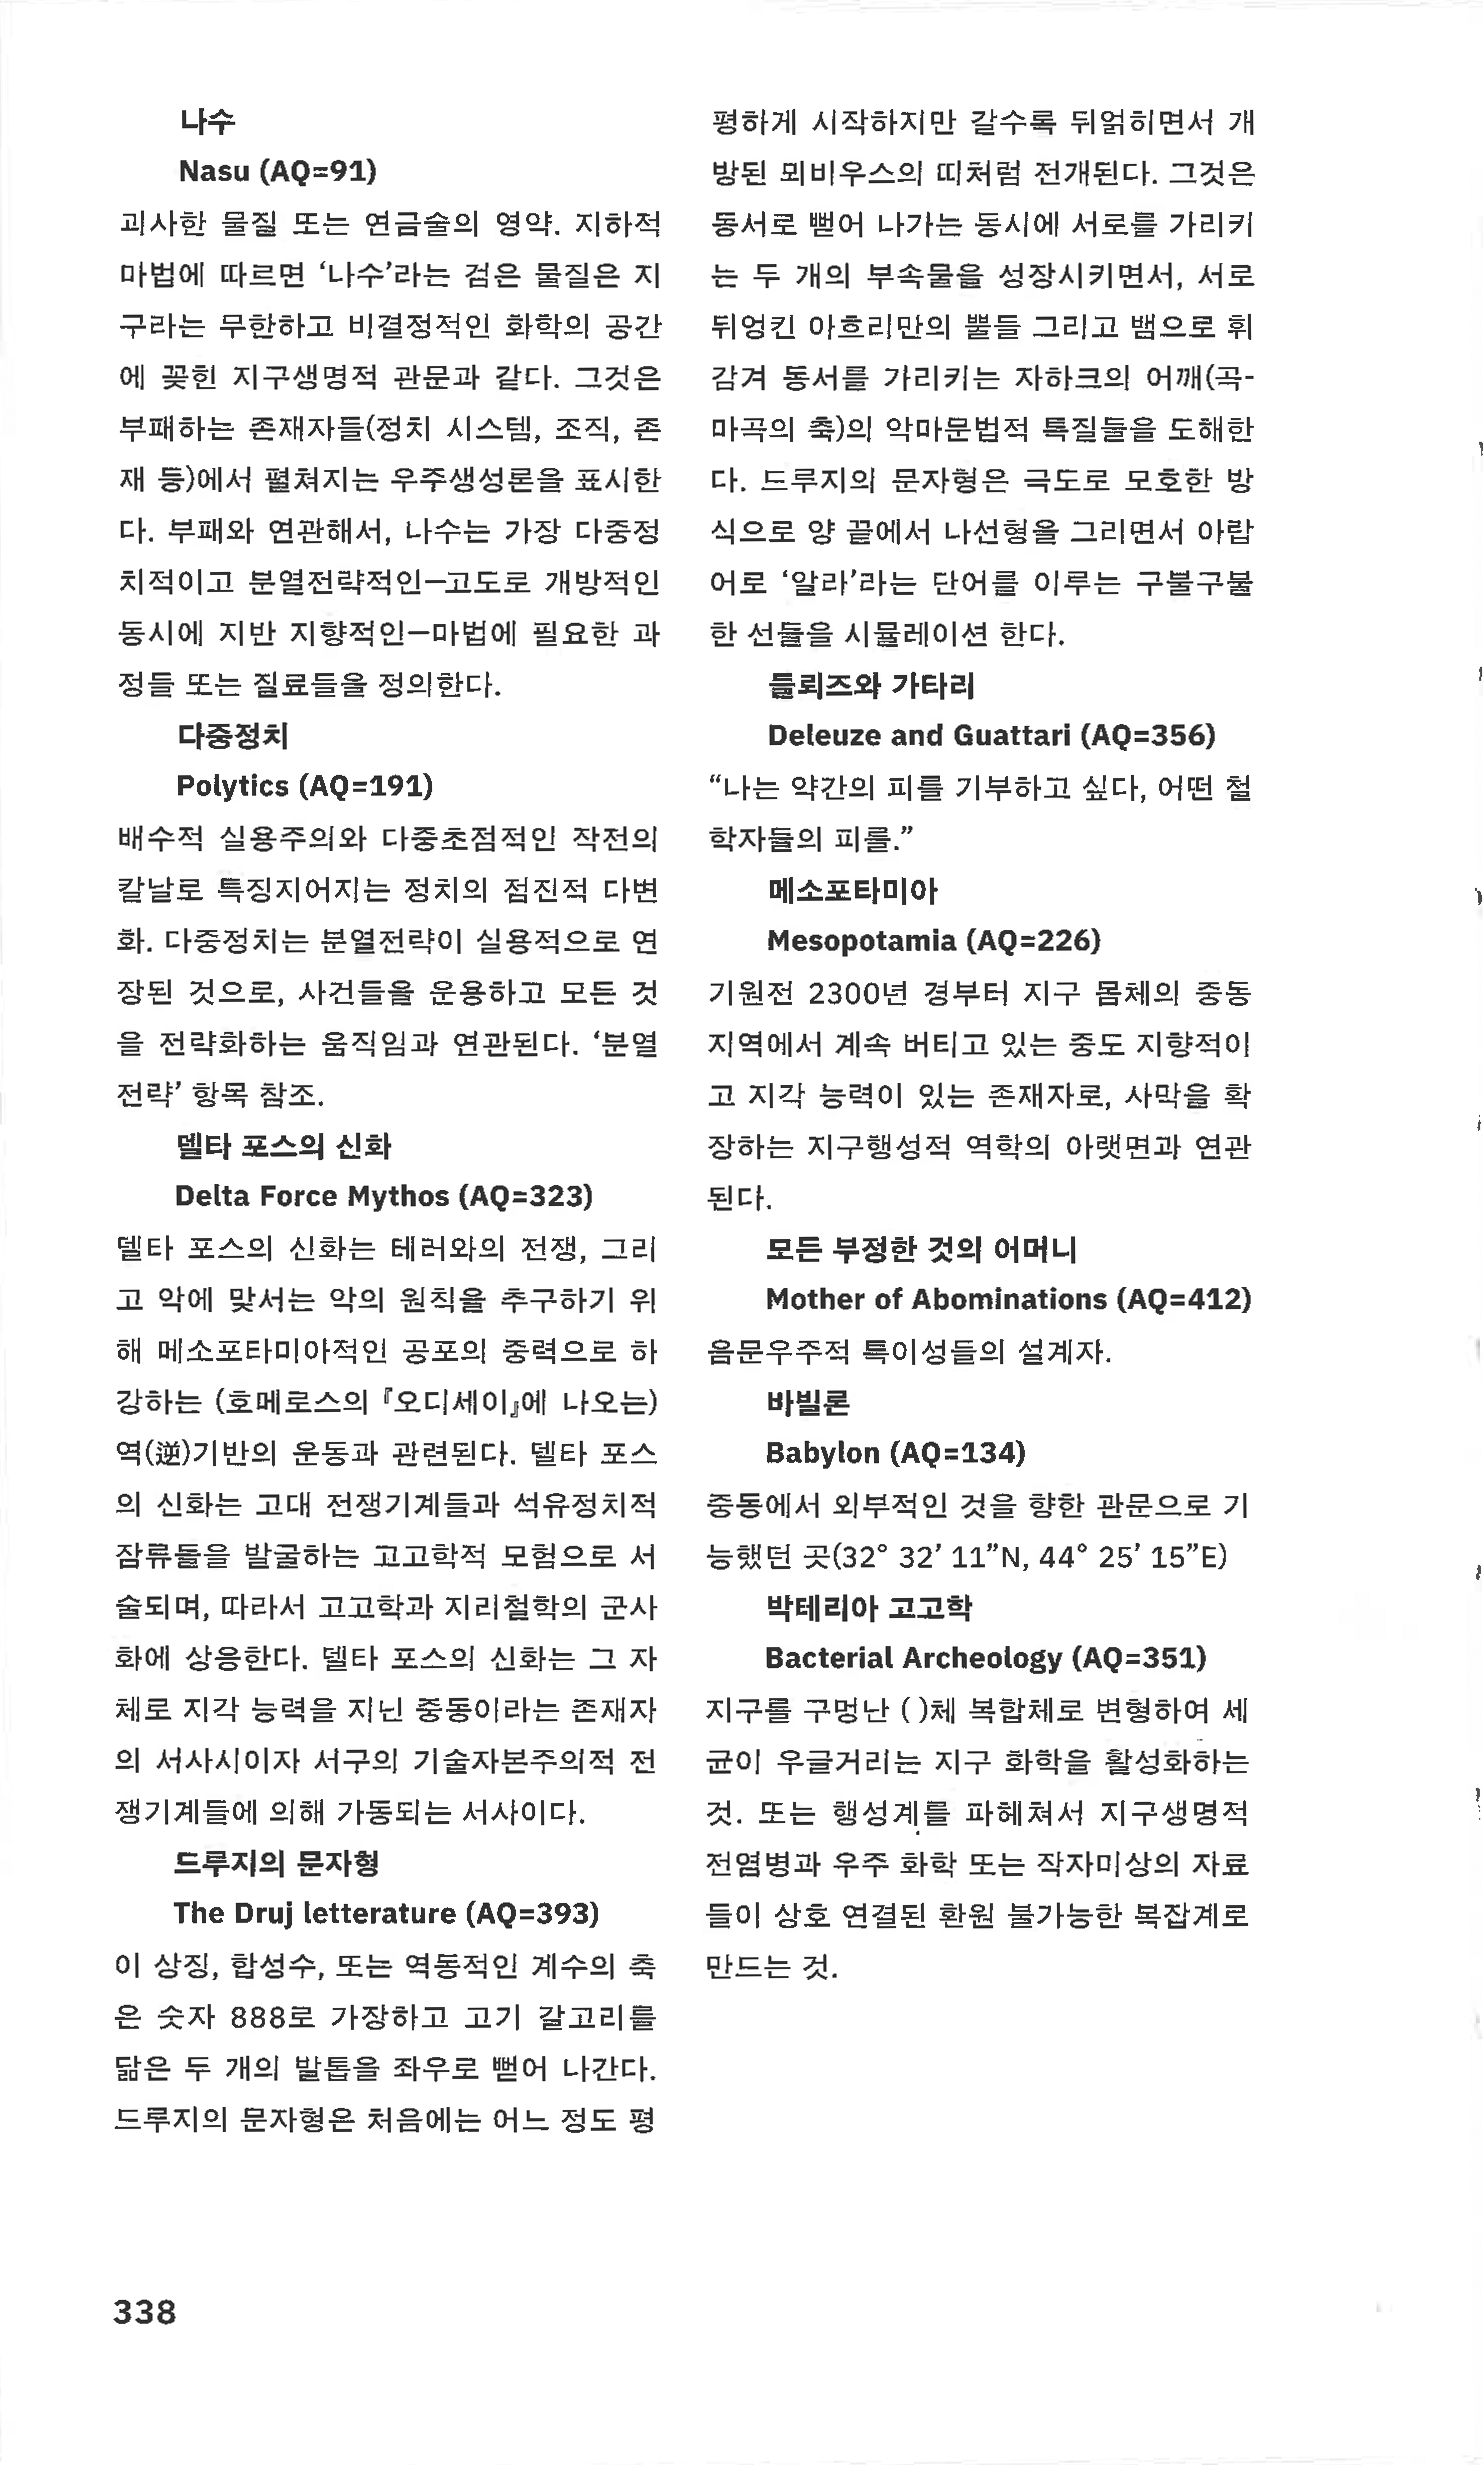 나수
Nasu (AQ=91)
괴사한 물질 또는 연금술의 영약. 지하적
마법에 따르면 ‘나수’라는 검은 물질은 지
구라는 무한하고 비결정적인 화학의 공간
에 꽂힌 지구생명적 관문과 같다. 그것은
부패하는 존재자들(정치 시스템, 조직, 존
재 등)에서 펼쳐지는 우주생성론을 표시한
다. 부패와 연관해서, 나수는 가장 다중정
치적이고 분열전략적인—고도로 개방적인
동시에 지반 지향적인—마법에 필요한 과
정들 또는 질료들을 정의한다.
다중정치
Polytics (AQ=191)
배수적 실용주의와 다중초점적인 작전의
칼날로 특징지어지는 정치의 점진적 다변
화. 다중정치는 분열전략이 실용적으로 연
장된 것으로, 사건들을 운용하고 모든 것
을 전략화하는 움직임과 연관된다. ‘분열
전략’ 항목 참조.
델타 포스의 신화
Delta Force Mythos (AQ=323)
델타 포스의 신화는 테러와의 전쟁, 그리
고 악에 맞서는 악의 원칙을 추구하기 위
해 메소포타미아적인 공포의 중력으로 하
강하는 (호메로스의 『오디세이』에 나오는)
역(逆)기반의 운동과 관련된다. 델타 포스
의 신화는 고대 전쟁기계들과 석유정치적
잠류들을 발굴하는 고고학적 모험으로 서
술되며, 따라서 고고학과 지리철학의 군사
화에 상응한다. 델타 포스의 신화는 그 자
체로 지각 능력을 지닌 중동이라는 존재자
의 서사시이자 서구의 기술자본주의적 전
쟁기계들에 의해 가동되는 서사이다.
드루지의 문자형
The Druj letterature (AQ=393)
이 상징, 합성수, 또는 역동적인 계수의 축
은 숫자 888로 가장하고 고기 갈고리를
닮은 두 개의 발톱을 좌우로 뻗어 나간다.
드루지의 문자형은 처음에는 어느 정도 평
평하게 시작하지만 갈수록 뒤얽히면서 개
방된 뫼비우스의 띠처럼 전개된다. 그것은
동서로 뻗어 나가는 동시에 서로를 가리키
는 두 개의 부속물을 성장시키면서, 서로
뒤엉킨 아흐리만의 뿔들 그리고 뱀으로 휘
감겨 동서를 가리키는 자하크의 어깨(곡-
마곡의 축)의 악마문법적 특질들을 도해한
다. 드루지의 문자형은 극도로 모호한 방
식으로 양 끝에서 나선형을 그리면서 아랍
어로 ‘알라’라는 단어를 이루는 구불구불
한 선들을 시뮬레이션 한다.
들뢰즈와 가타리
Deleuze and Guattari (AQ=356)
“나는 약간의 피를 기부하고 싶다, 어떤 철
학자들의 피를.”
메소포타미아
Mesopotamia (AQ=226)
기원전 2300년 경부터 지구 몸체의 중동
지역에서 계속 버티고 있는 중도 지향적이
고 지각 능력이 있는 존재자로, 사막을 확
장하는 지구행성적 역학의 아랫면과 연관
된다.
모든 부정한 것의 어머니
Mother of Abominations (AQ=412)
음문우주적 특이성들의 설계자.
바빌론
Babylon (AQ=134)
중동에서 외부적인 것을 향한 관문으로 기
능했던 곳(32° 32’ 11”N, 44° 25’ 15”E)
박테리아 고고학
Bacterial Archeology (AQ=351)
지구를 구멍난 ( )체 복합체로 변형하여 세
균이 우글거리는 지구 화학을 활성화하는
것. 또는 행성계를 파헤쳐서 지구생명적
전염병과 우주 화학 또는 작자미상의 자료
들이 상호 연결된 환원 불가능한 복잡계로
만드는 것.
338